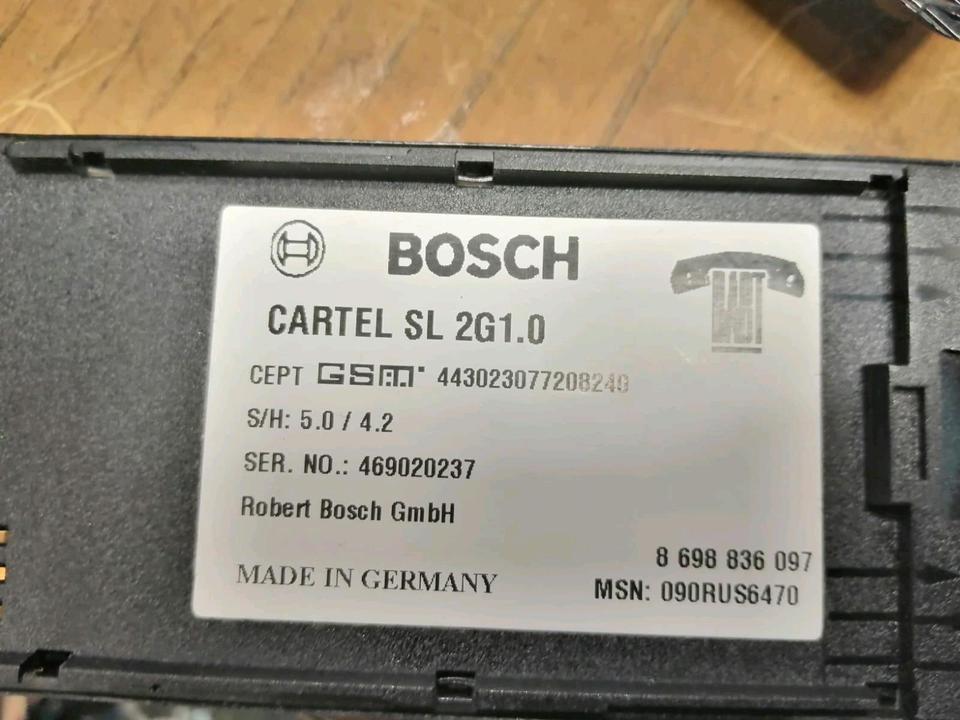 BOSCH
CARTEL SL 2G1.0
CEPT GSM 443023077208240
S/H: 5.0 / 4.2
SER. NO.: 469020237
Robert Bosch GmbH
8 698 836 097
MADE IN GERMANY
MSN: 090RUS6470